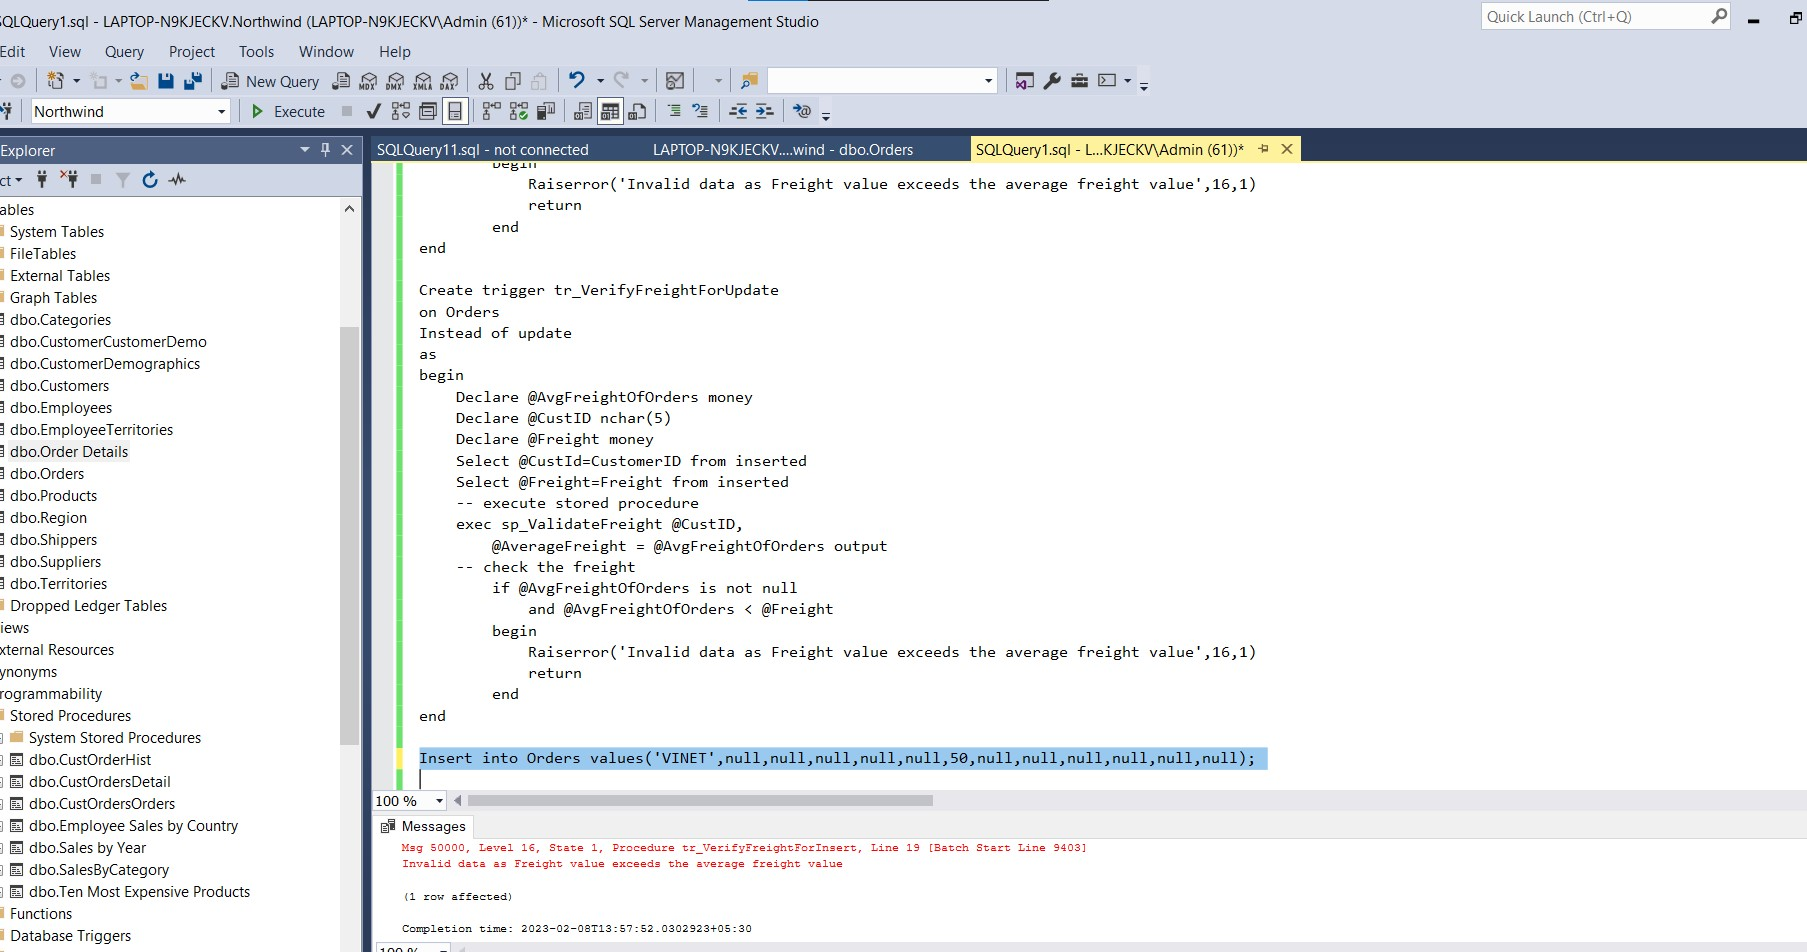 SQLQuery1.sql - LAPTOP-N9KJECKV.Northwind (LAPTOP-N9KJECKV\Admin (61))* - Microsoft SQL Server Management Studio
Quick Launch (Ctrl+Q)
Edit View Query Project Tools Window Help
New Query MDX DMX XMLA DAX
Northwind Execute
Explorer
SQLQuery11.sql - not connected LAPTOP-N9KJECKV....wind - dbo.Orders SQLQuery1.sql - L...KJECKV\Admin (61))*
ct
ables
System Tables
FileTables
External Tables
Graph Tables
dbo.Categories
dbo.CustomerCustomerDemo
dbo.CustomerDemographics
dbo.Customers
dbo.Employees
dbo.EmployeeTerritories
dbo.Order Details
dbo.Orders
dbo.Products
dbo.Region
dbo.Shippers
dbo.Suppliers
dbo.Territories
Dropped Ledger Tables
iews
xternal Resources
ynonyms
rogrammability
Stored Procedures
System Stored Procedures
dbo.CustOrderHist
dbo.CustOrdersDetail
dbo.CustOrdersOrders
dbo.Employee Sales by Country
dbo.Sales by Year
dbo.SalesByCategory
dbo.Ten Most Expensive Products
Functions
Database Triggers
begin
Raiserror('Invalid data as Freight value exceeds the average freight value',16,1)
return
end
end
Create trigger tr_VerifyFreightForUpdate
on Orders
Instead of update
as
begin
Declare @AvgFreightOfOrders money
Declare @CustID nchar(5)
Declare @Freight money
Select @CustId=CustomerID from inserted
Select @Freight=Freight from inserted
-- execute stored procedure
exec sp_ValidateFreight @CustID,
@AverageFreight = @AvgFreightOfOrders output
-- check the freight
if @AvgFreightOfOrders is not null
and @AvgFreightOfOrders < @Freight
begin
Raiserror('Invalid data as Freight value exceeds the average freight value',16,1)
return
end
end
Insert into Orders values('VINET',null,null,null,null,null,50,null,null,null,null,null,null);
100 %
Messages
Msg 50000, Level 16, State 1, Procedure tr_VerifyFreightForInsert, Line 19 [Batch Start Line 9403]
Invalid data as Freight value exceeds the average freight value
(1 row affected)
Completion time: 2023-02-08T13:57:52.0302923+05:30
100 %